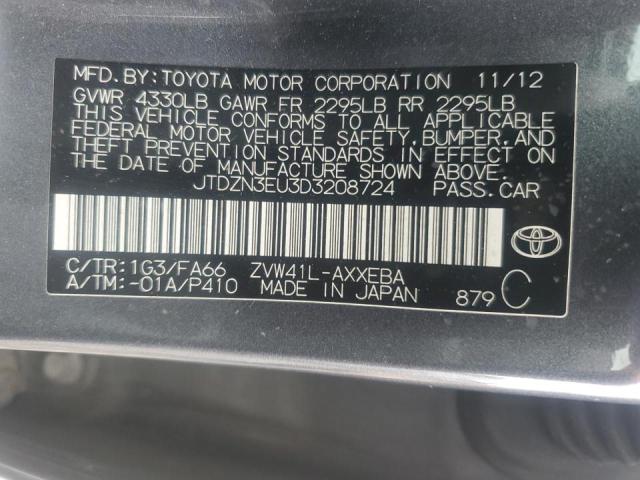 MFD.BY:TOYOTA MOTOR CORPORATION 11/12
GVWR 4330LB GAWR FR 2295LB RR 2295LB
THIS VEHICLE CONFORMS TO ALL APPLICABLE
FEDERAL MOTOR VEHICLE SAFETY,BUMPER,AND
THEFT PREVENTION STANDARDS IN EFFECT ON
THE DATE OF MANUFACTURE SHOWN ABOVE.
JTDZN3EU3D3208724 PASS.CAR
C/TR:1G3/FA66 ZVW41L-AXXEBA
A/TM:-01A/P410 MADE IN JAPAN 879 C